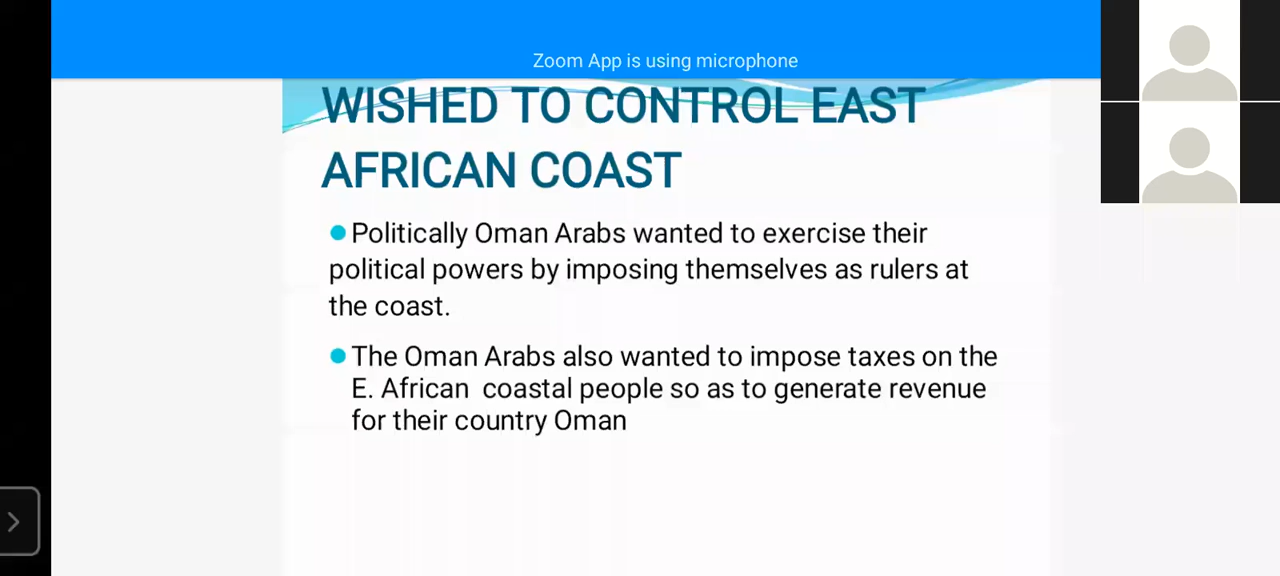 Zoom App is using microphone
WISHED TO CONTROL EAST
AFRICAN COAST
Politically Oman Arabs wanted to exercise their
political powers by imposing themselves as rulers at
the coast.
The Oman Arabs also wanted to impose taxes on the
E. African coastal people so as to generate revenue
for their country Oman